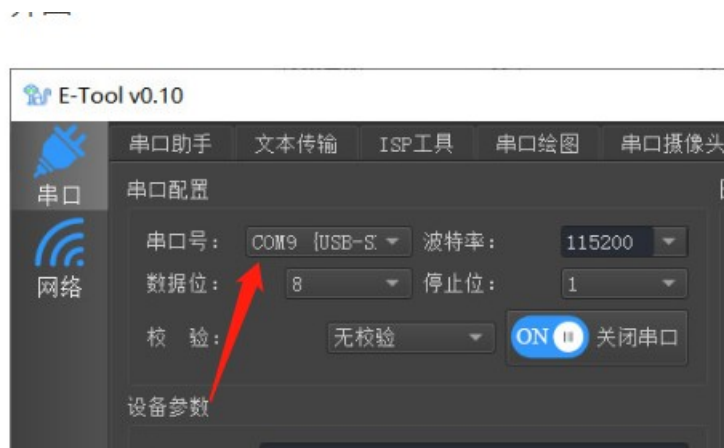 E-Tool v0.10
串口助手 文本传输 ISP工具 串口绘图 串口摄像头
串口
网络
串口配置
串口号： COM9 {USB-S 波特率： 115200
数据位： 8 停止位： 1
校 验： 无校验 ON 关闭串口
设备参数